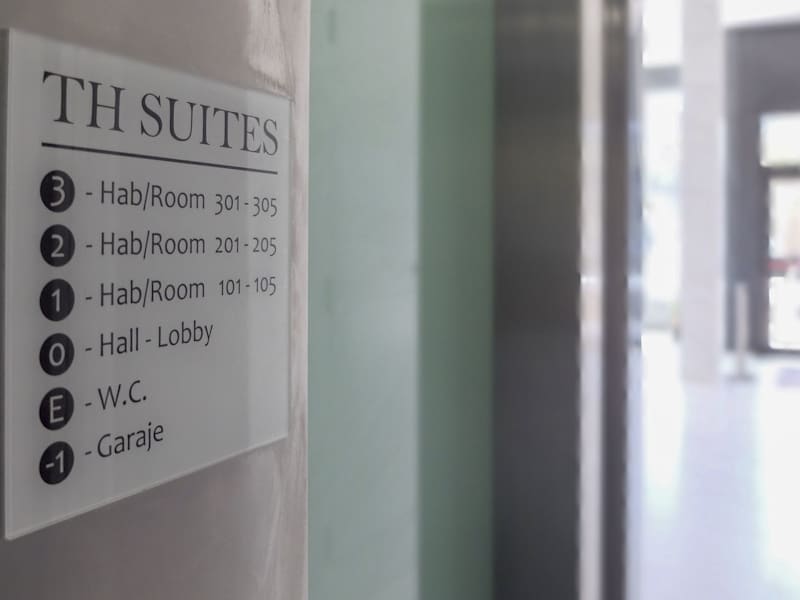 TH SUITES
3 - Hab/Room 301-305
2 - Hab/Room 201-205
1 - Hab/Room 101-105
0 - Hall - Lobby
E - W.C.
-1 - Garaje